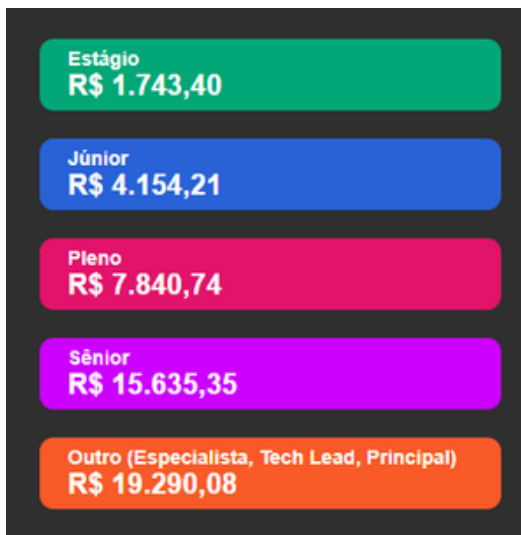 Estágio
R$ 1.743,40
Júnior
R$ 4.154,21
Pleno
R$ 7.840,74
Sênior
R$ 15.635,35
Outro (Especialista, Tech Lead, Principal)
R$ 19.290,08